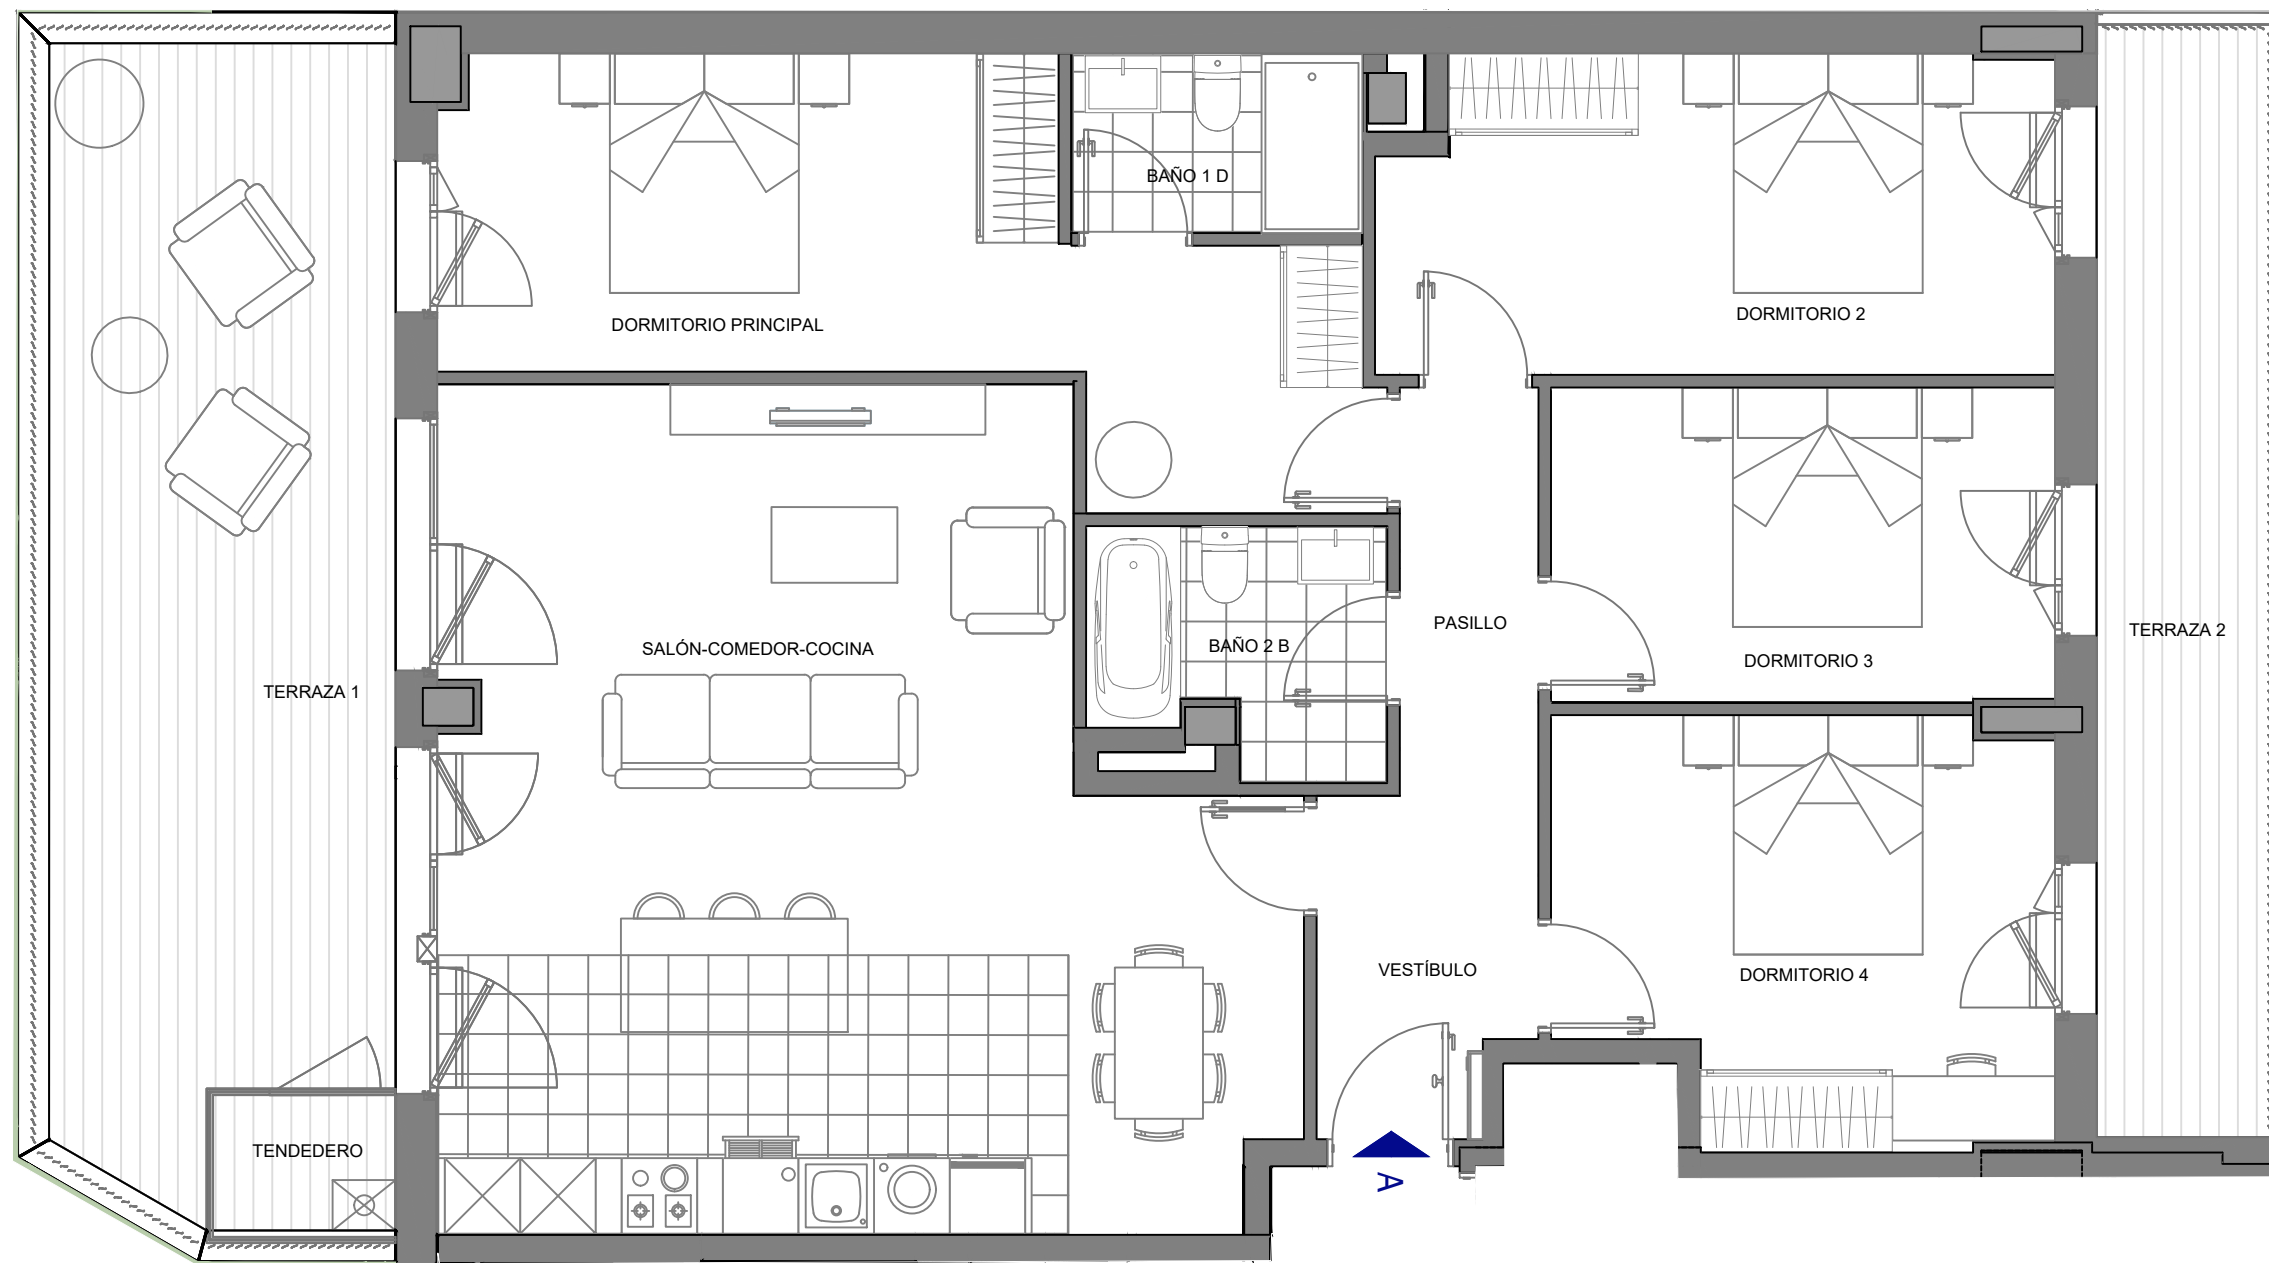 BAÑO 1 D
DORMITORIO PRINCIPAL
DORMITORIO 2
SALÓN-COMEDOR-COCINA
BAÑO 2 B
PASILLO
DORMITORIO 3
TERRAZA 2
TERRAZA 1
VESTÍBULO
DORMITORIO 4
TENDEDERO
A